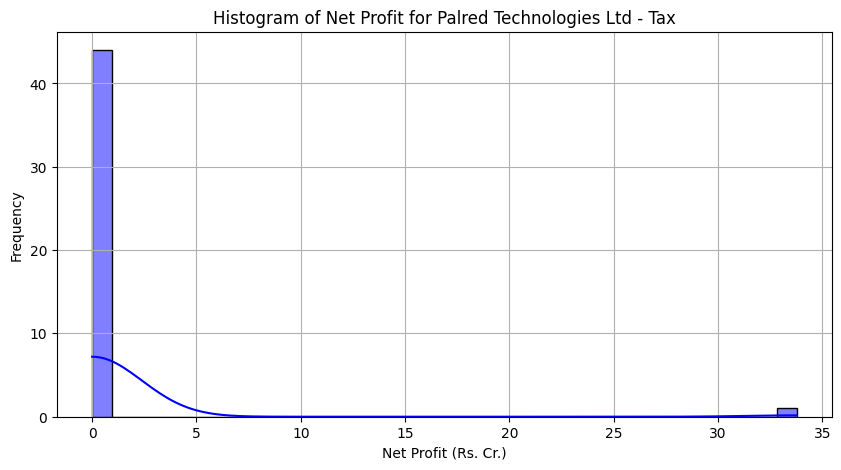 Histogram of Net Profit for Palred Technologies Ltd - Tax
Frequency
40
30
20
10
0
0 5 10 15 20 25 30 35
Net Profit (Rs. Cr.)